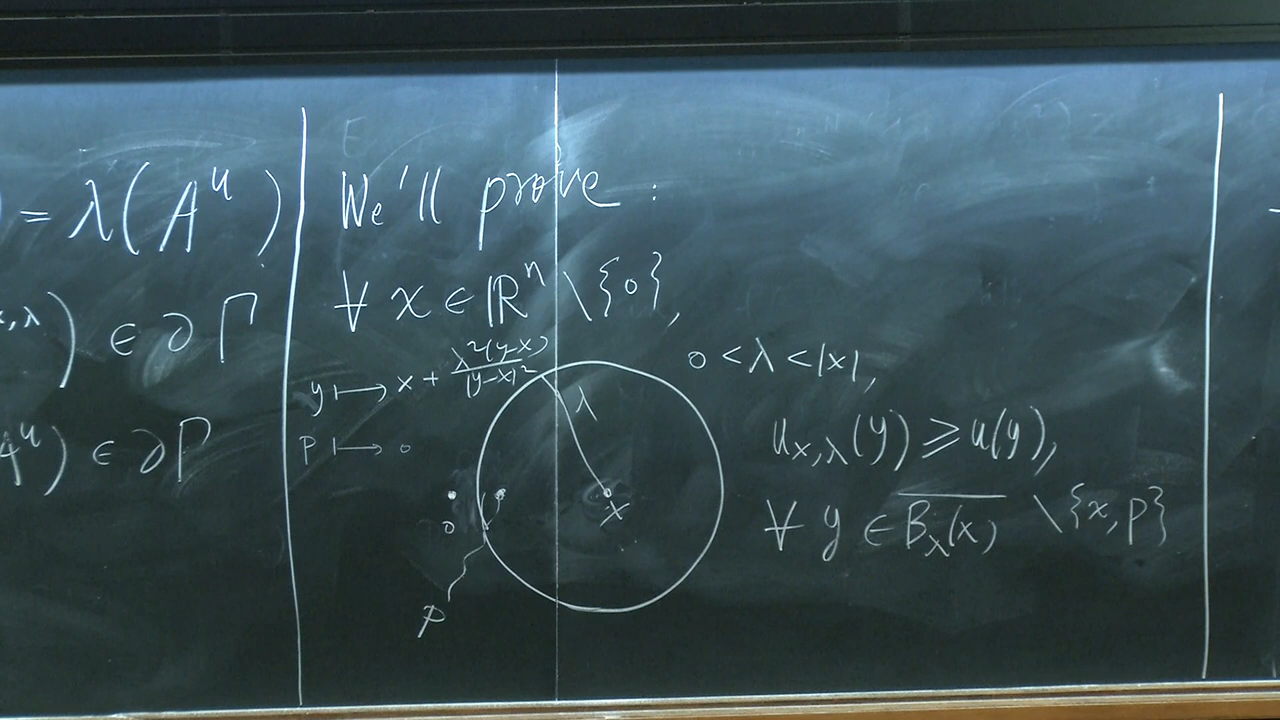 ) = λ(A^u)
x,λ) ∈ ∂Γ
A^u) ∈ ∂Γ
We'll prove :
∀ x ∈ ℝ^n \ {0},
y ↦ x + λ²(y-x)/|y-x|²
p ↦ 0
0 < λ < |x|,
λ
u_{x,λ}(y) ≥ u(y),
x
0
∀ y ∈ \overline{B_λ(x)} \ {x,p}
p